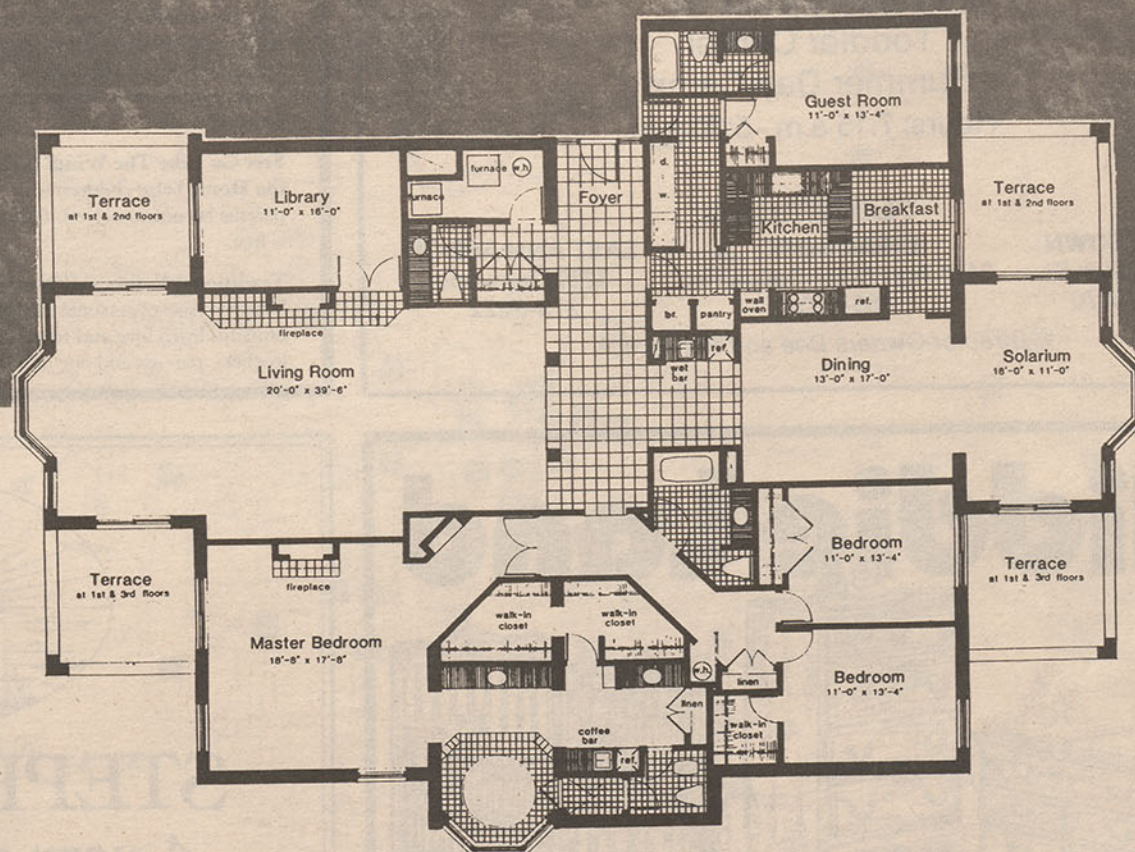 Guest Room
11'-0" x 13'-4"
Terrace
at 1st & 2nd floors
Library
11'-0" x 16'-0"
furnace
w.h.
furnace
Foyer
d.
w.
Kitchen
Breakfast
Terrace
at 1st & 2nd floors
fireplace
br.
pantry
wall
oven
ref.
Living Room
20'-0" x 39'-6"
wet
bar
ref.
Dining
13'-0" x 17'-0"
Solarium
18'-0" x 11'-0"
Terrace
at 1st & 3rd floors
fireplace
Bedroom
11'-0" x 13'-4"
Terrace
at 1st & 3rd floors
Master Bedroom
18'-8" x 17'-8"
walk-in
closet
walk-in
closet
w.h.
linen
Bedroom
11'-0" x 13'-4"
linen
walk-in
closet
coffee
bar
ref.